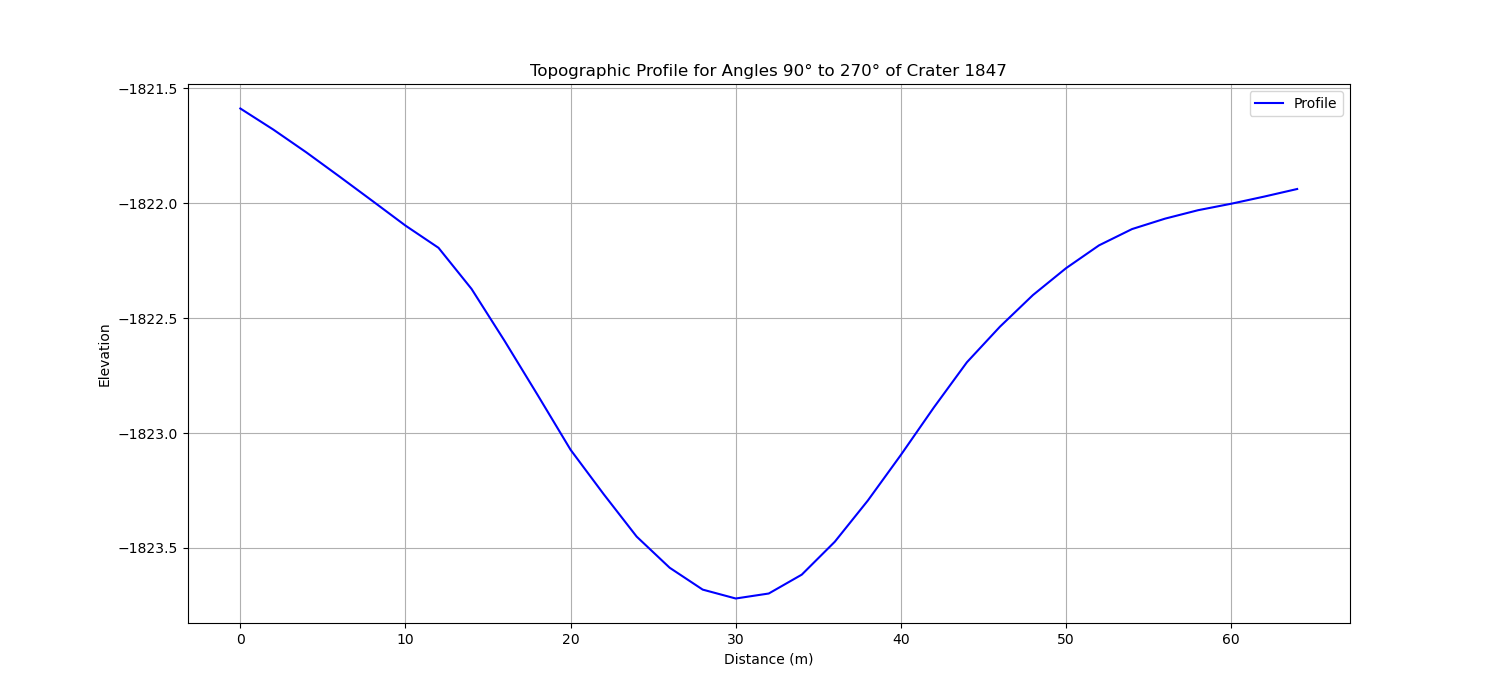 Topographic Profile for Angles 90° to 270° of Crater 1847
Profile
Elevation
−1821.5
−1822.0
−1822.5
−1823.0
−1823.5
0 10 20 30 40 50 60
Distance (m)